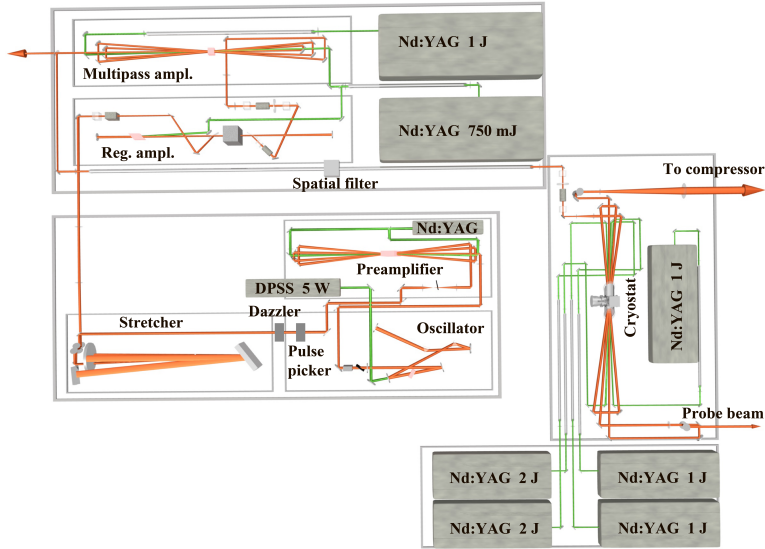 Nd:YAG 1 J
Multipass ampl.
Nd:YAG 750 mJ
Reg. ampl.
Spatial filter
To compressor
Nd:YAG
Preamplifier
DPSS 5 W
Dazzler
Stretcher
Oscillator
Pulse
picker
Cryostat
Nd:YAG 1 J
Probe beam
Nd:YAG 2 J
Nd:YAG 1 J
Nd:YAG 2 J
Nd:YAG 1 J